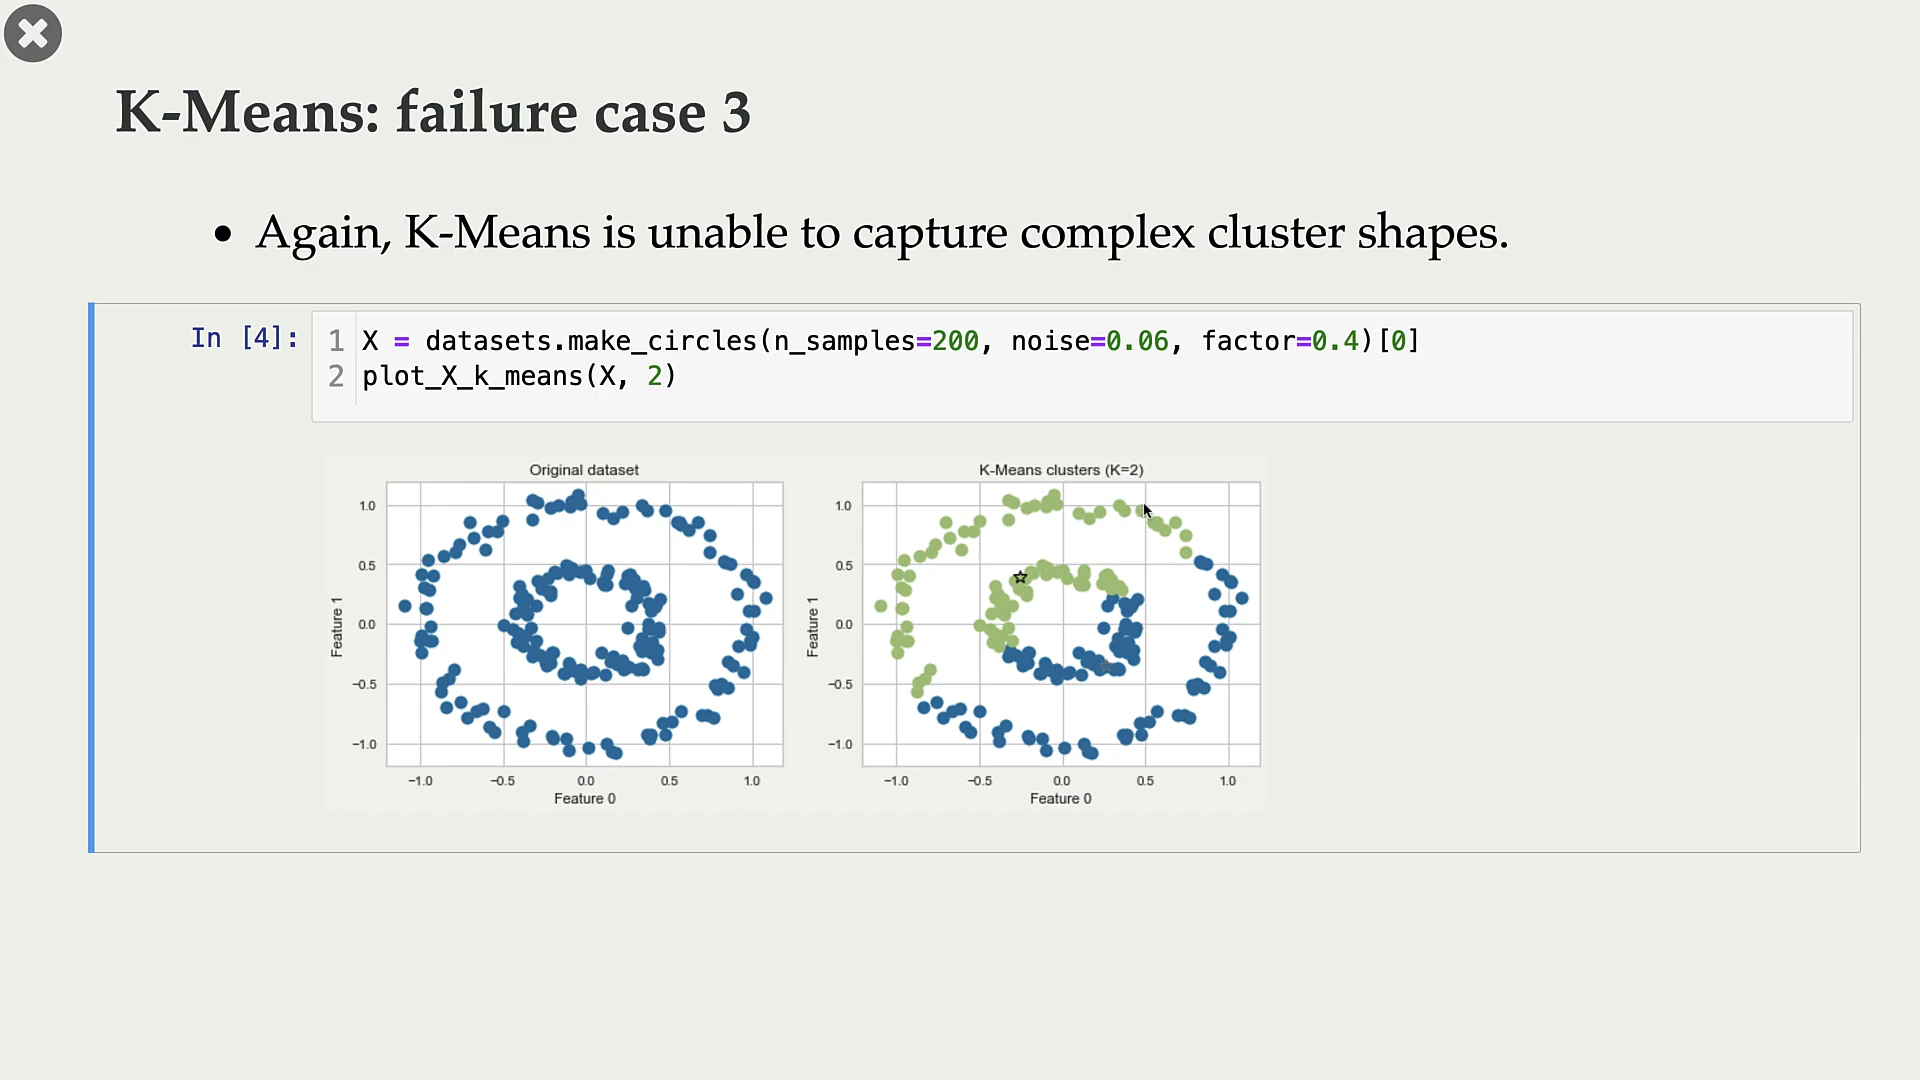 K-Means: failure case 3
• Again, K-Means is unable to capture complex cluster shapes.
In [4]:
1 X = datasets.make_circles(n_samples=200, noise=0.06, factor=0.4)[0]
2 plot_X_k_means(X, 2)
Original dataset
1.0
0.5
0.0
−0.5
−1.0
Feature 1
−1.0 −0.5 0.0 0.5 1.0
Feature 0
K-Means clusters (K=2)
1.0
0.5
0.0
−0.5
−1.0
Feature 1
−1.0 −0.5 0.0 0.5 1.0
Feature 0